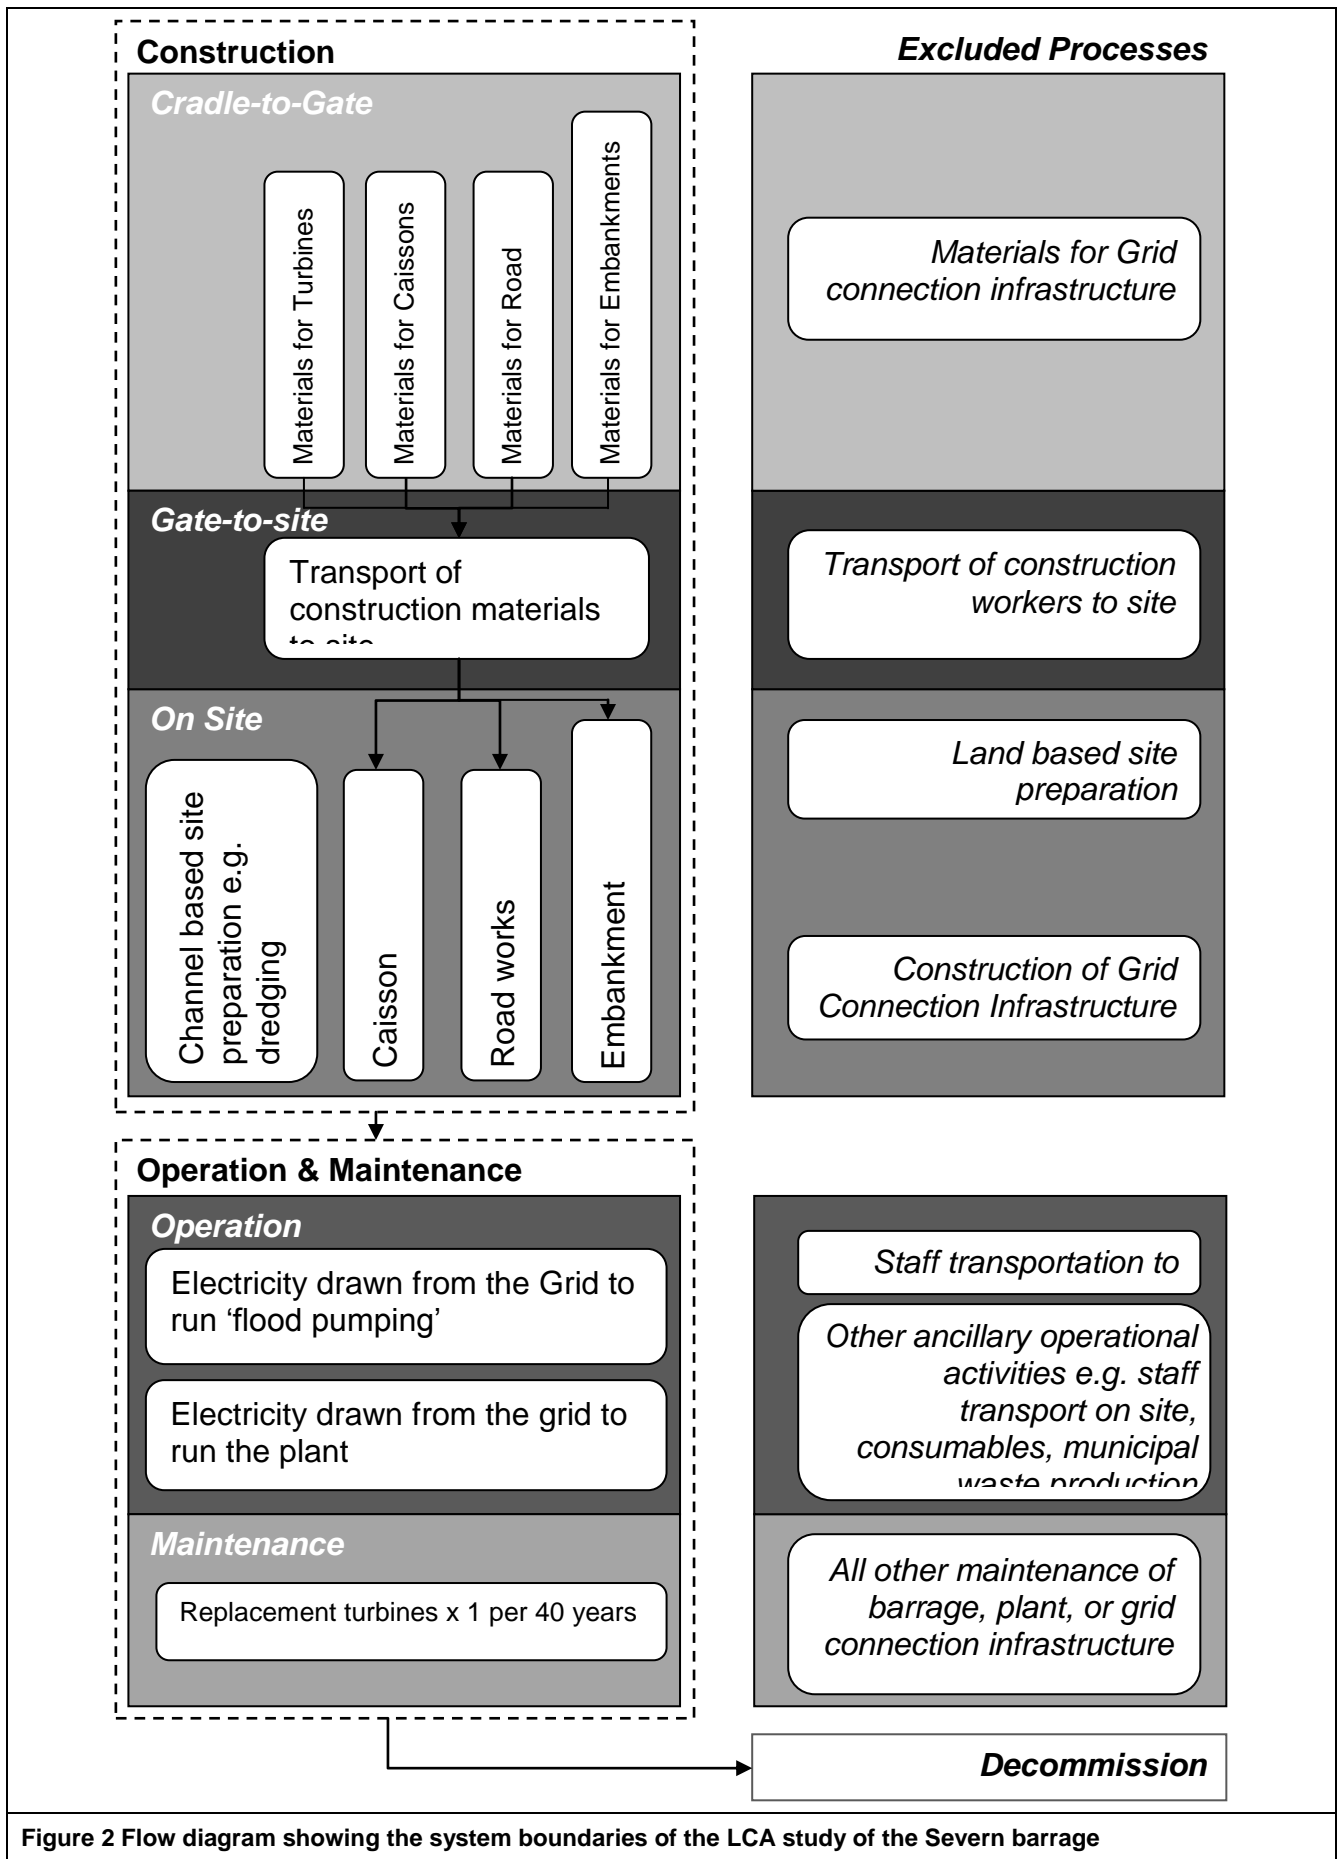 Construction
Excluded Processes
Cradle-to-Gate
Materials for Turbines
Materials for Caissons
Materials for Road
Materials for Embankments
Materials for Grid
connection infrastructure
Gate-to-site
Transport of
construction materials
to site
Transport of construction
workers to site
On Site
Channel based site
preparation e.g.
dredging
Caisson
Road works
Embankment
Land based site
preparation
Construction of Grid
Connection Infrastructure
Operation & Maintenance
Operation
Electricity drawn from the Grid to
run ‘flood pumping’
Electricity drawn from the grid to
run the plant
Staff transportation to
Other ancillary operational
activities e.g. staff
transport on site,
consumables, municipal
waste production
Maintenance
Replacement turbines x 1 per 40 years
All other maintenance of
barrage, plant, or grid
connection infrastructure
Decommission
Figure 2 Flow diagram showing the system boundaries of the LCA study of the Severn barrage